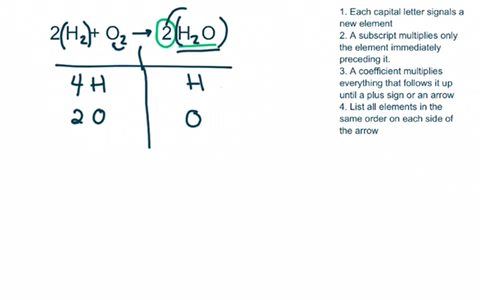 2(H₂)+ O₂ → 2(H₂O)
4 H H
2 O O
1. Each capital letter signals a
new element
2. A subscript multiplies only
the element immediately
preceding it.
3. A coefficient multiplies
everything that follows it up
until a plus sign or an arrow
4. List all elements in the
same order on each side of
the arrow